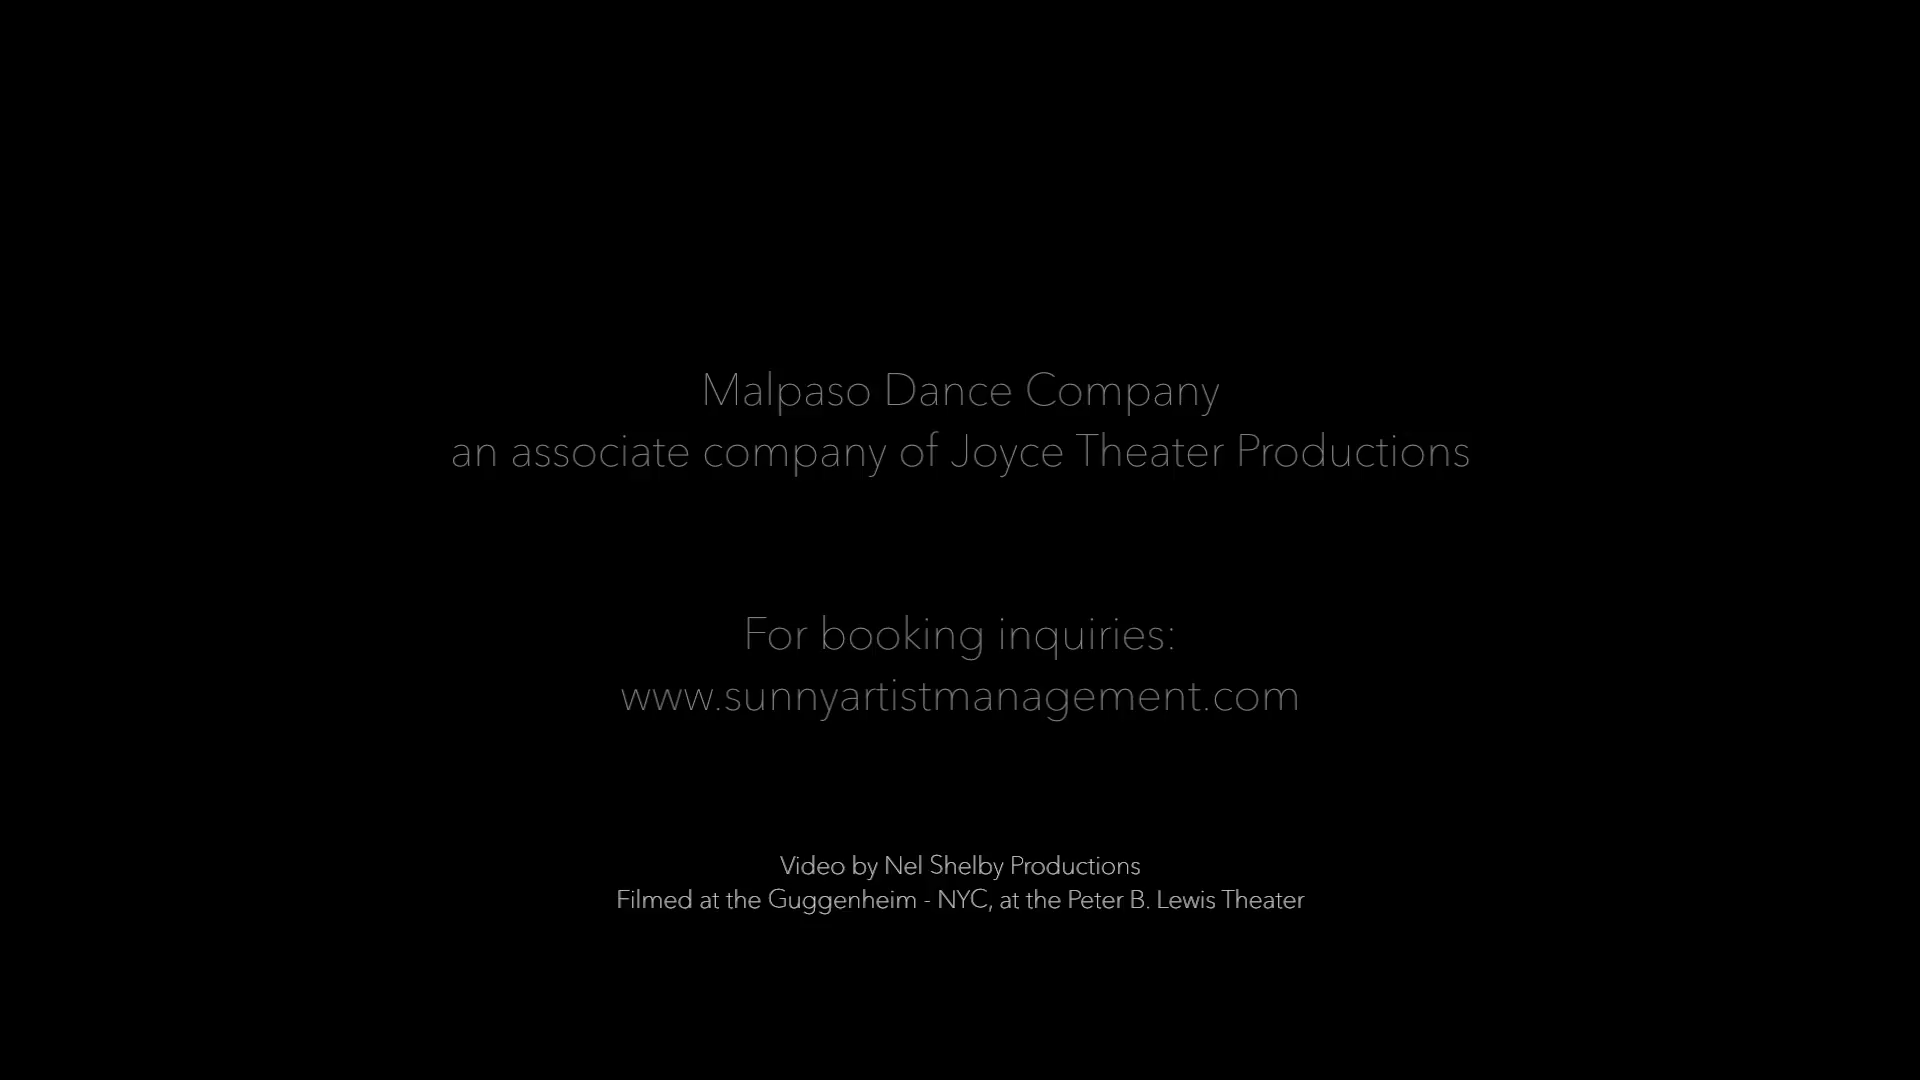 Malpaso Dance Company
an associate company of Joyce Theater Productions
For booking inquiries:
www.sunnyartistmanagement.com
Video by Nel Shelby Productions
Filmed at the Guggenheim - NYC, at the Peter B. Lewis Theater